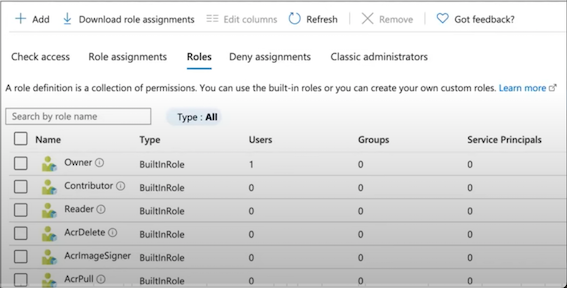 Add Download role assignments Edit columns Refresh Remove Got feedback?
Check access Role assignments Roles Deny assignments Classic administrators
A role definition is a collection of permissions. You can use the built-in roles or you can create your own custom roles. Learn more
Search by role name Type : All
Name Type Users Groups Service Principals
Owner BuiltInRole 1 0 0
Contributor BuiltInRole 0 0 0
Reader BuiltInRole 0 0 0
AcrDelete BuiltInRole 0 0 0
AcrImageSigner BuiltInRole 0 0 0
AcrPull BuiltInRole 0 0 0